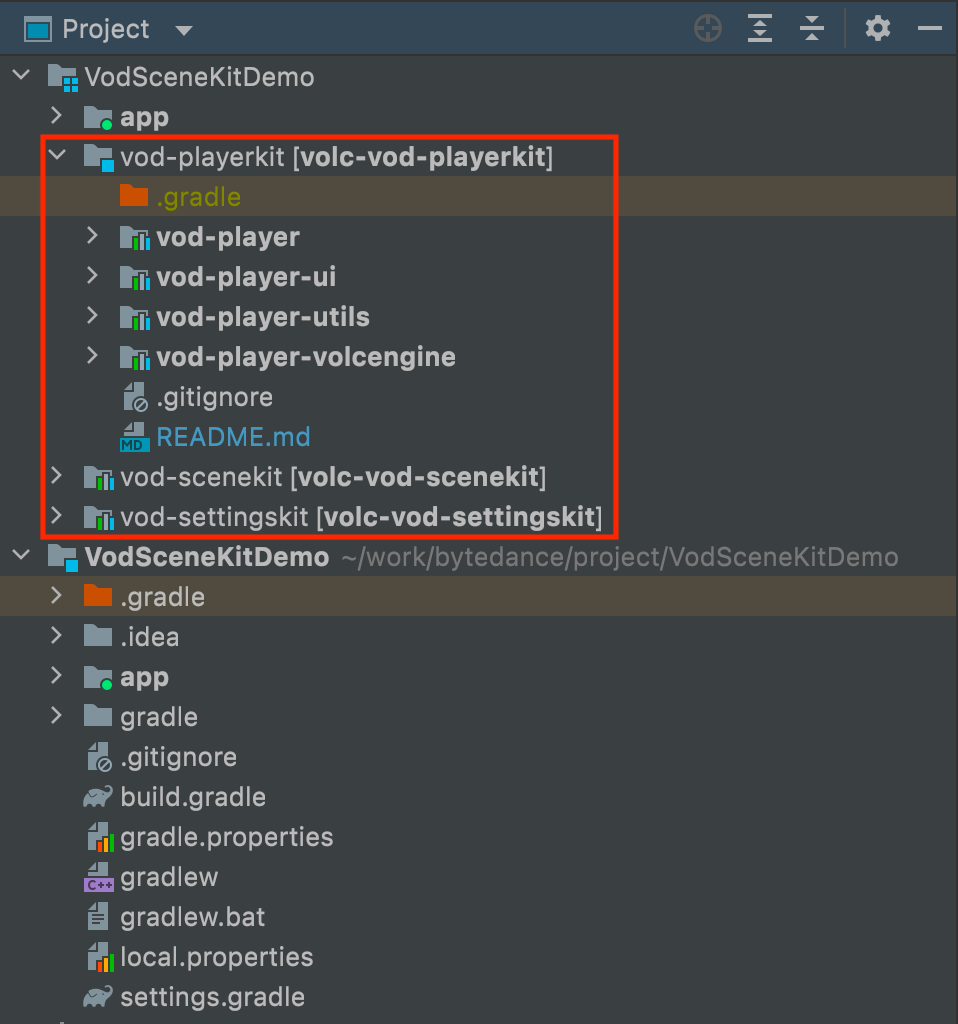 Project
VodSceneKitDemo
app
vod-playerkit [volc-vod-playerkit]
.gradle
vod-player
vod-player-ui
vod-player-utils
vod-player-volcengine
.gitignore
MD README.md
vod-scenekit [volc-vod-scenekit]
vod-settingskit [volc-vod-settingskit]
VodSceneKitDemo ~/work/bytedance/project/VodSceneKitDemo
.gradle
.idea
app
gradle
.gitignore
build.gradle
gradle.properties
C++ gradlew
gradlew.bat
local.properties
settings.gradle